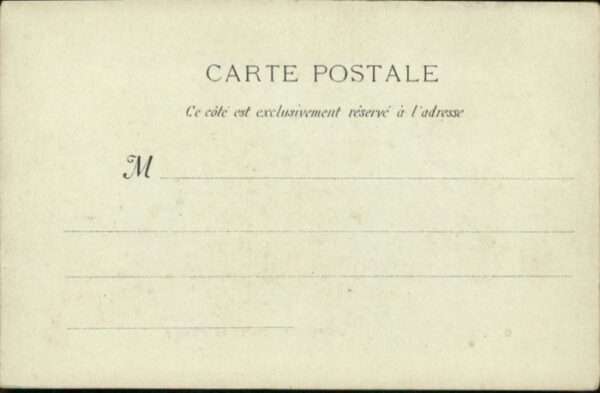 CARTE POSTALE
Ce côté est exclusivement réservé à l'adresse
M